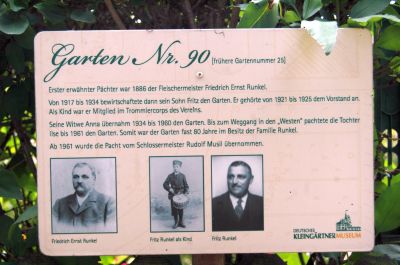 Garten Nr. 90 (frühere Gartennummer 25)
Erster erwähnter Pächter war 1886 der Fleischermeister Friedrich Ernst Runkel.
Von 1917 bis 1934 bewirtschaftete dann sein Sohn Fritz den Garten. Er gehörte von 1921 bis 1925 dem Vorstand an.
Als Kind war er Mitglied im Trommlercorps des Vereins.
Seine Witwe Anna übernahm 1934 bis 1960 den Garten. Bis zum Weggang in den „Westen" pachtete die Tochter
Ilse bis 1961 den Garten. Somit war der Garten fast 80 Jahre im Besitz der Familie Runkel.
Ab 1961 wurde die Pacht vom Schlossermeister Rudolf Musil übernommen.
Friedrich Ernst Runkel
Fritz Runkel als Kind
Fritz Runkel
DEUTSCHES
KLEINGÄRTNERMUSEUM